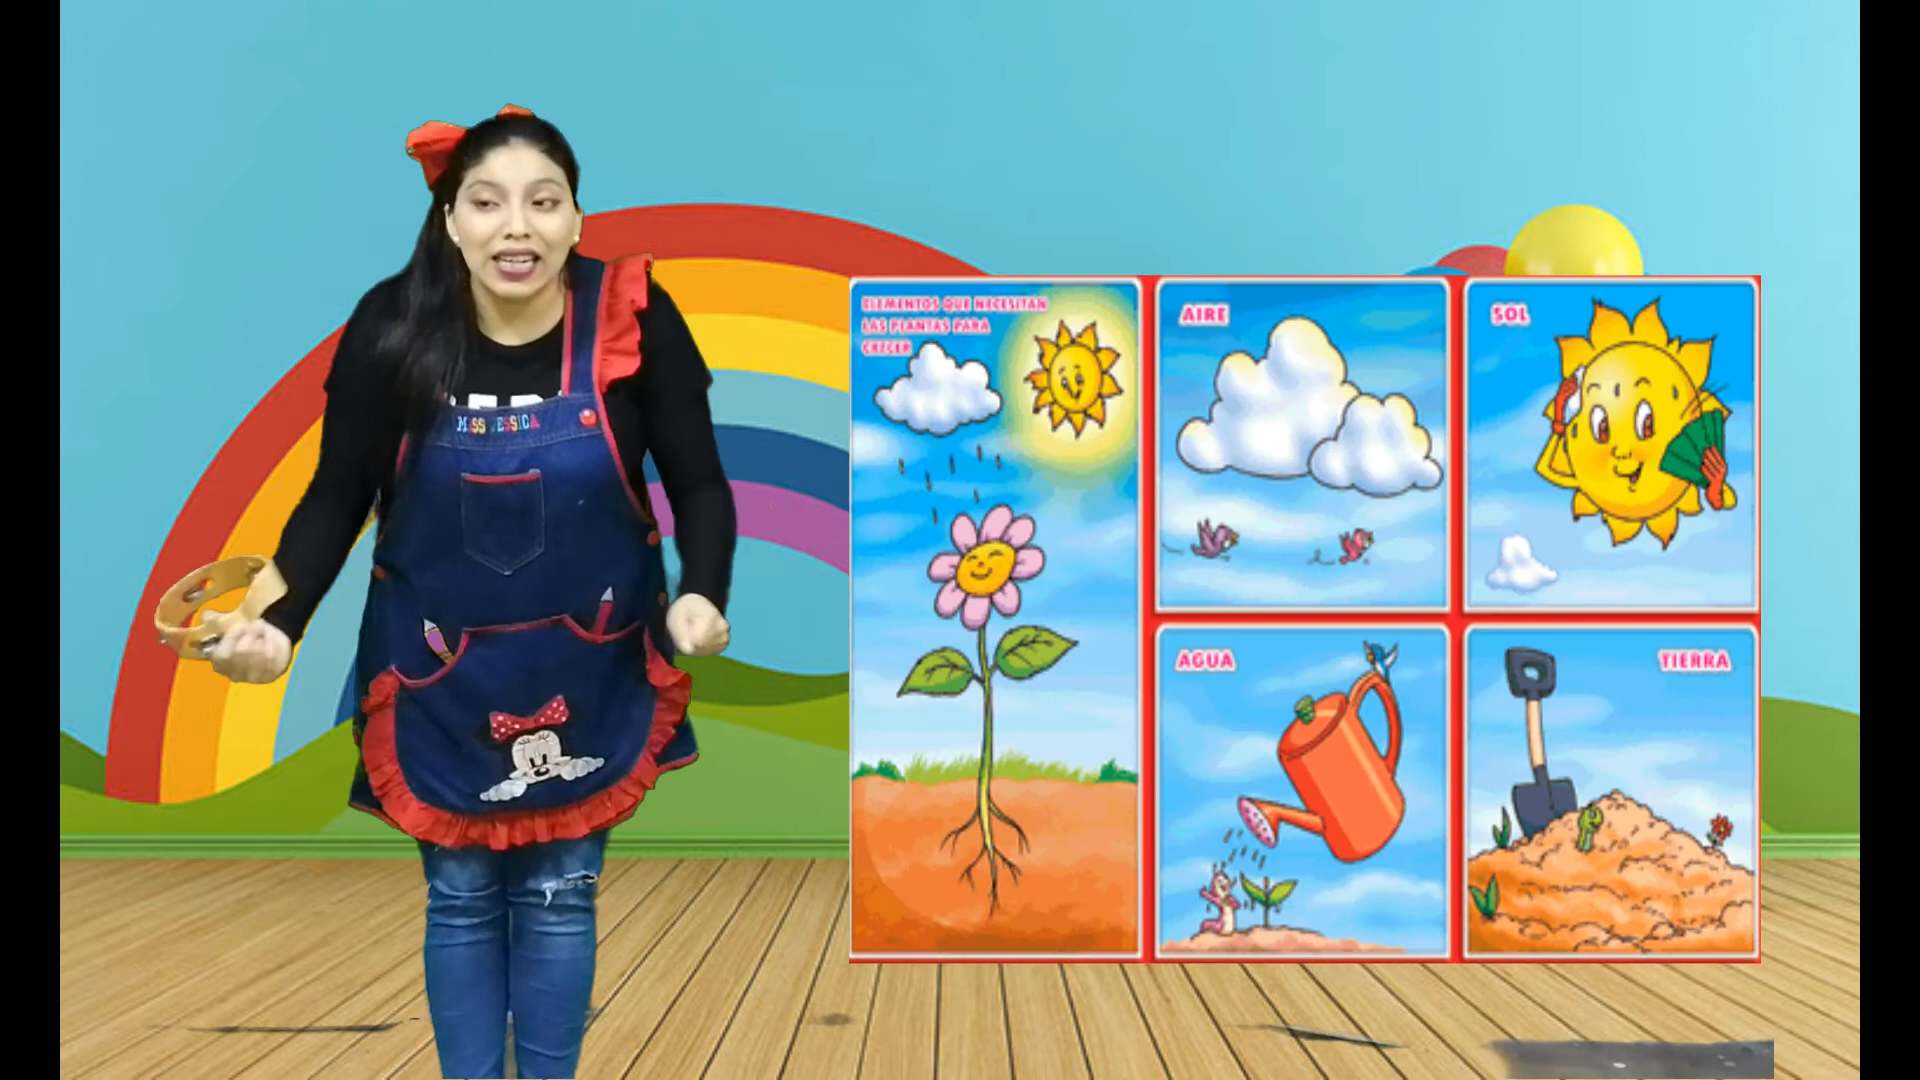 MISS JESSICA
ELEMENTOS QUE NECESITAN
LAS PLANTAS PARA
CRECER
AIRE
SOL
AGUA
TIERRA